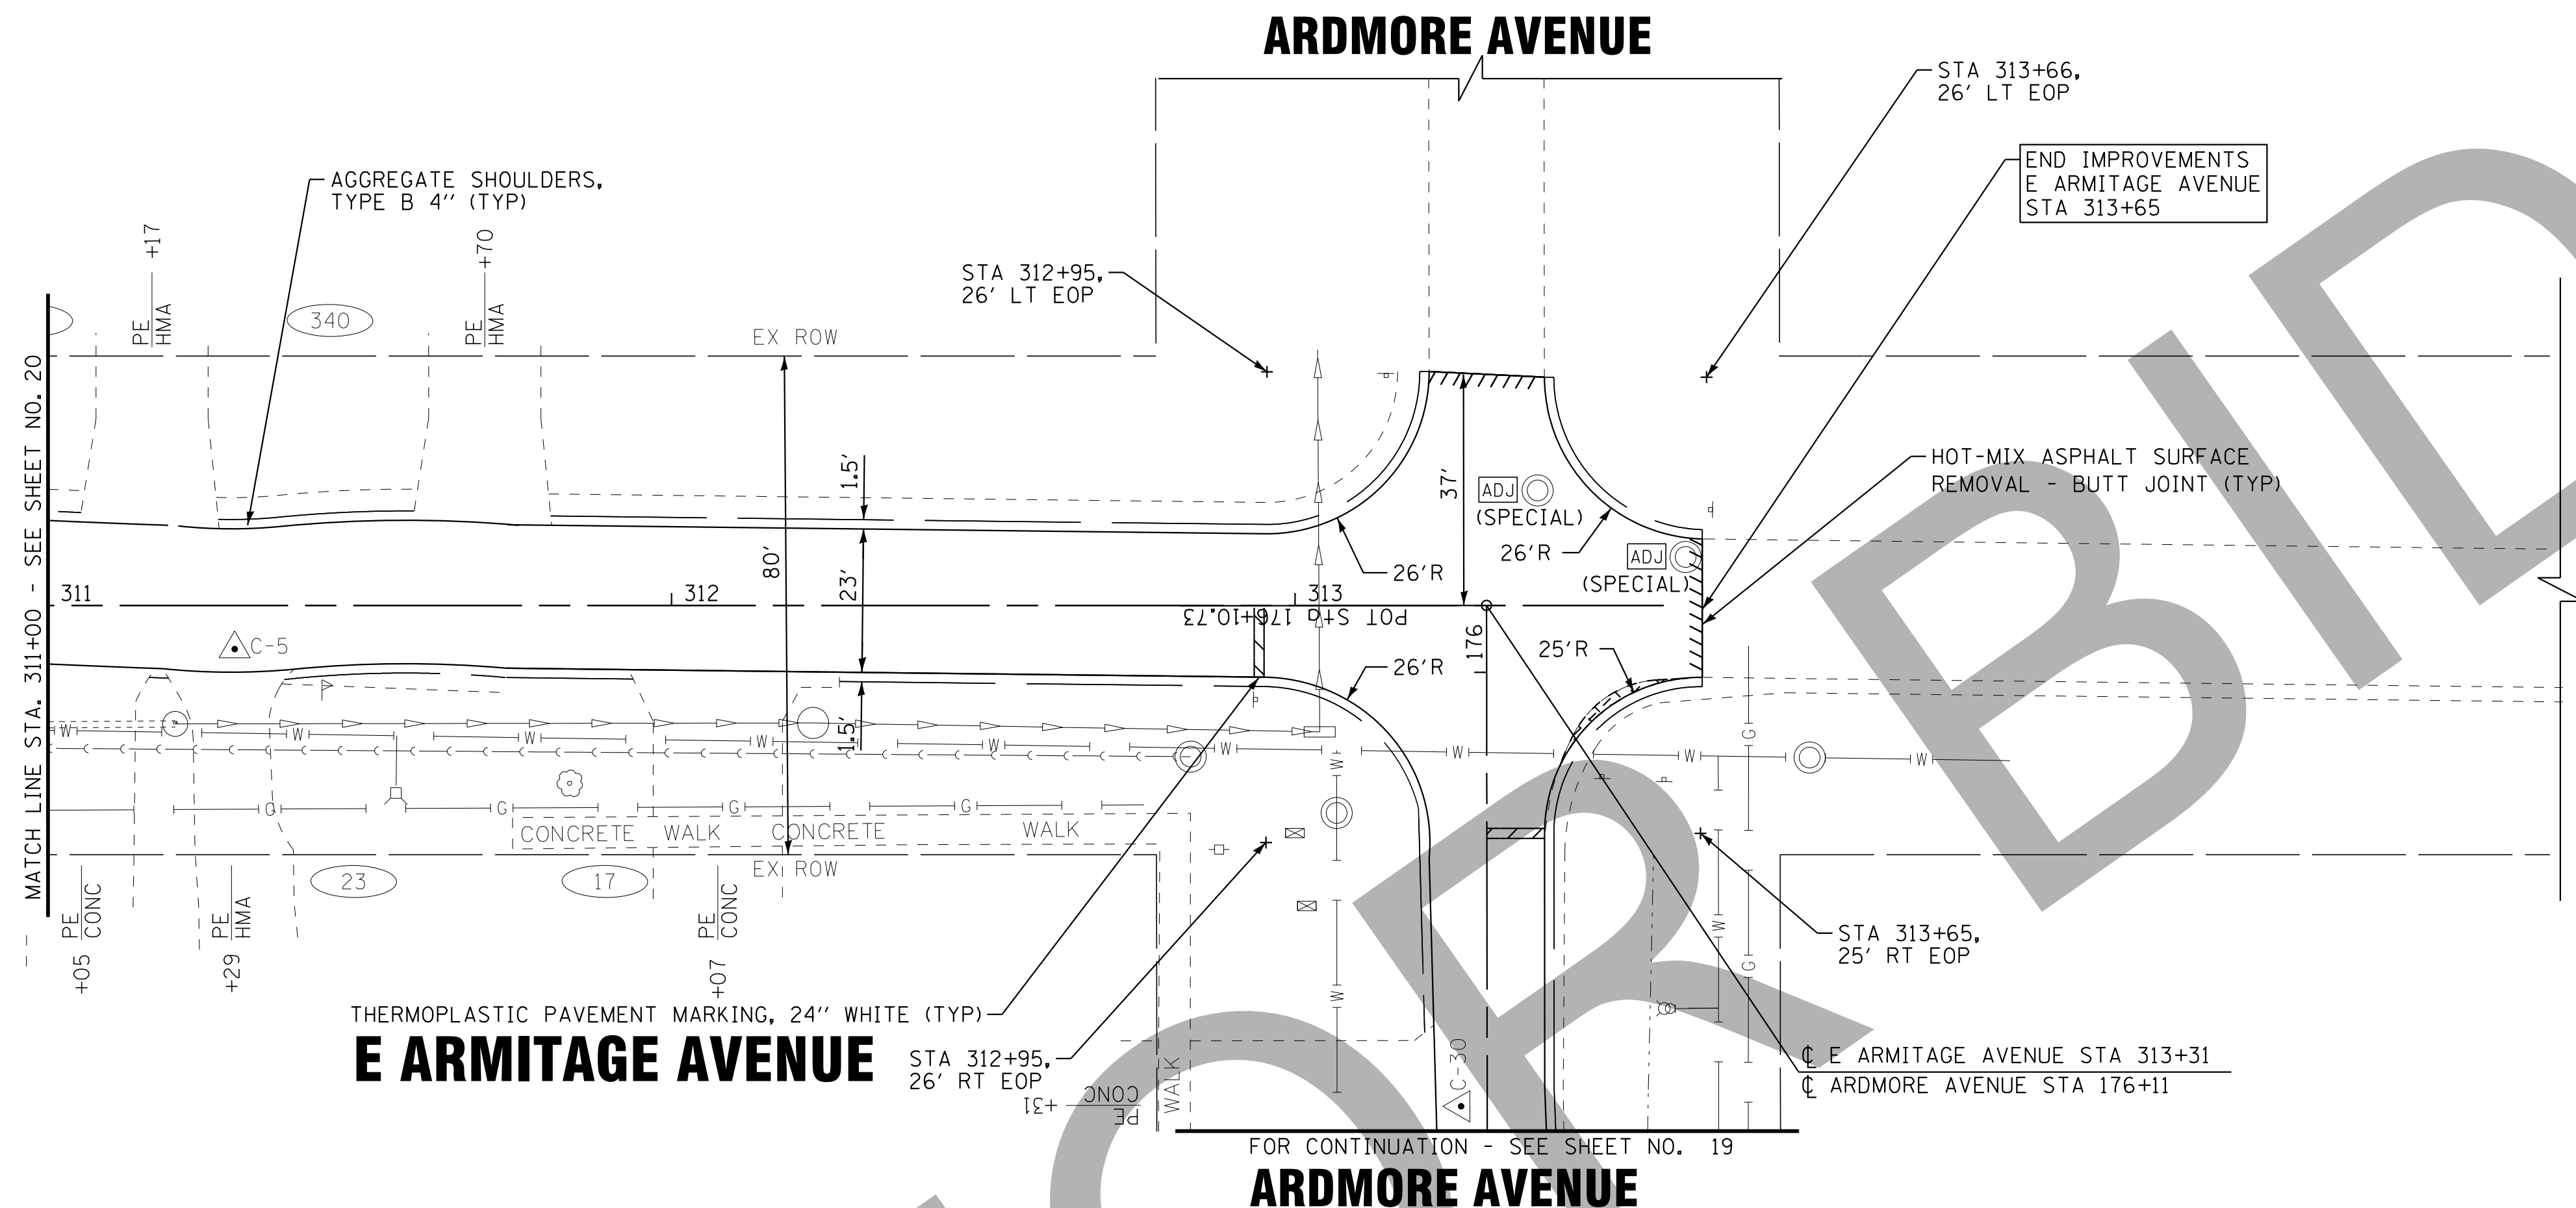 ARDMORE AVENUE
STA 313+66,
26' LT EOP
END IMPROVEMENTS
E ARMITAGE AVENUE
STA 313+65
AGGREGATE SHOULDERS,
TYPE B 4'' (TYP)
+17
PE
HMA
340
+70
PE
HMA
STA 312+95,
26' LT EOP
EX ROW
80'
1.5'
23'
1.5'
37'
ADJ
(SPECIAL)
26'R
26'R
ADJ
(SPECIAL)
HOT-MIX ASPHALT SURFACE
REMOVAL - BUTT JOINT (TYP)
MATCH LINE STA. 311+00 - SEE SHEET NO. 20
311
312
313
POT Sta 176+10.73
176
C-5
26'R
25'R
W
W
W
W
W
W
W
W
W
G
G
G
G
W
W
W
G
G
CONCRETE WALK
CONCRETE WALK
EX ROW
23
17
PE
CONC
+05
PE
HMA
+29
PE
CONC
+07
STA 313+65,
25' RT EOP
THERMOPLASTIC PAVEMENT MARKING, 24'' WHITE (TYP)
E ARMITAGE AVENUE
STA 312+95,
26' RT EOP
PE
CONC
+31
WALK
C-30
℄ E ARMITAGE AVENUE STA 313+31
℄ ARDMORE AVENUE STA 176+11
FOR CONTINUATION - SEE SHEET NO. 19
ARDMORE AVENUE
OR BID